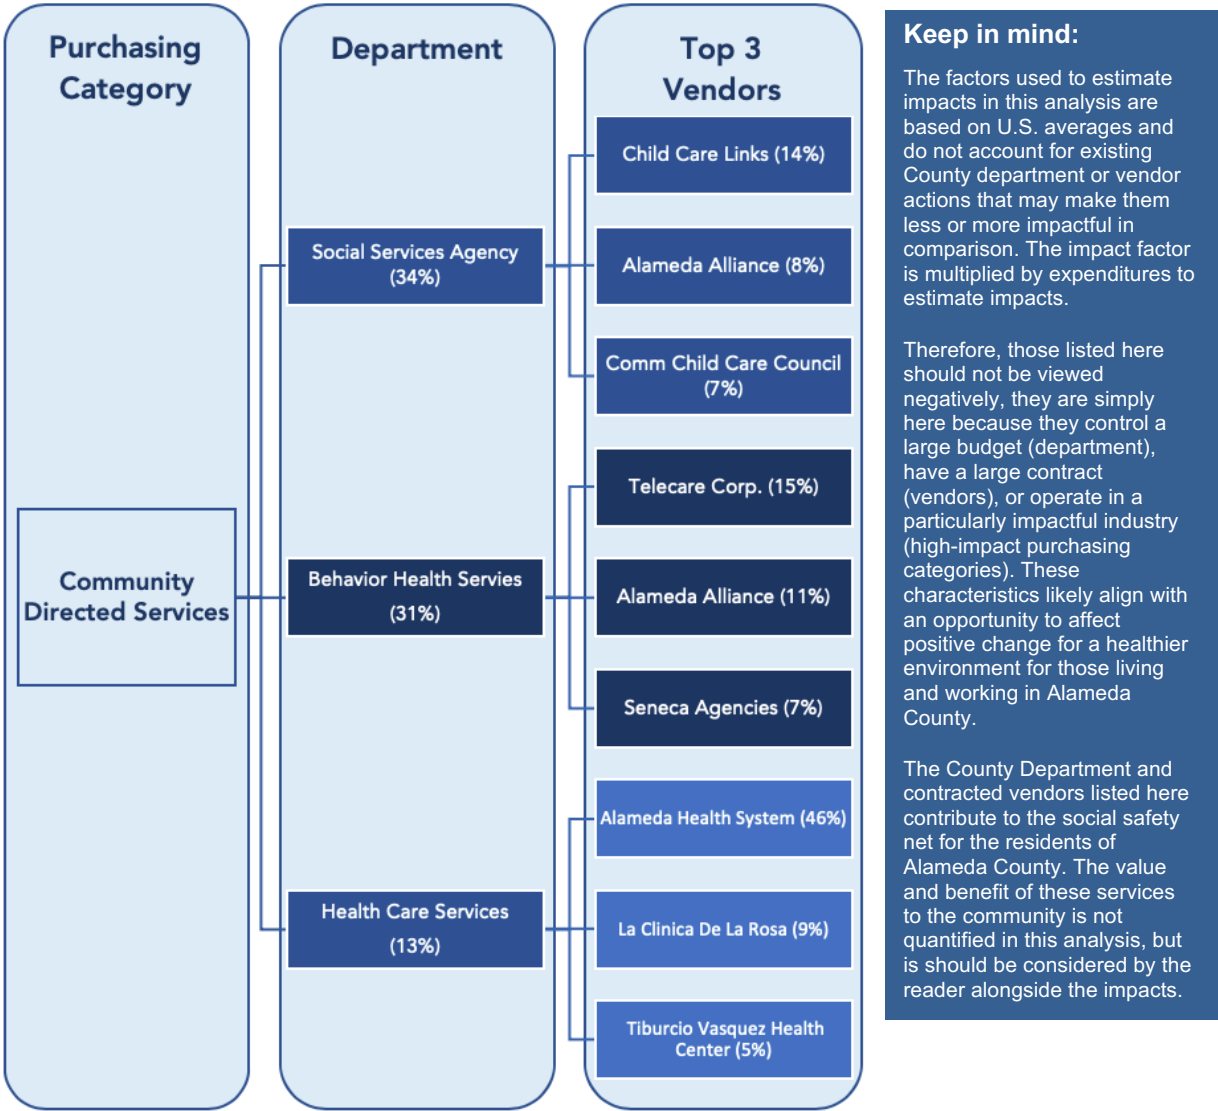 Purchasing
Category
Department
Top 3
Vendors
Community
Directed Services
Social Services Agency
(34%)
Behavior Health Servies
(31%)
Health Care Services
(13%)
Child Care Links (14%)
Alameda Alliance (8%)
Comm Child Care Council
(7%)
Telecare Corp. (15%)
Alameda Alliance (11%)
Seneca Agencies (7%)
Alameda Health System (46%)
La Clinica De La Rosa (9%)
Tiburcio Vasquez Health
Center (5%)
Keep in mind:
The factors used to estimate
impacts in this analysis are
based on U.S. averages and
do not account for existing
County department or vendor
actions that may make them
less or more impactful in
comparison. The impact factor
is multiplied by expenditures to
estimate impacts.
Therefore, those listed here
should not be viewed
negatively, they are simply
here because they control a
large budget (department),
have a large contract
(vendors), or operate in a
particularly impactful industry
(high-impact purchasing
categories). These
characteristics likely align with
an opportunity to affect
positive change for a healthier
environment for those living
and working in Alameda
County.
The County Department and
contracted vendors listed here
contribute to the social safety
net for the residents of
Alameda County. The value
and benefit of these services
to the community is not
quantified in this analysis, but
is should be considered by the
reader alongside the impacts.